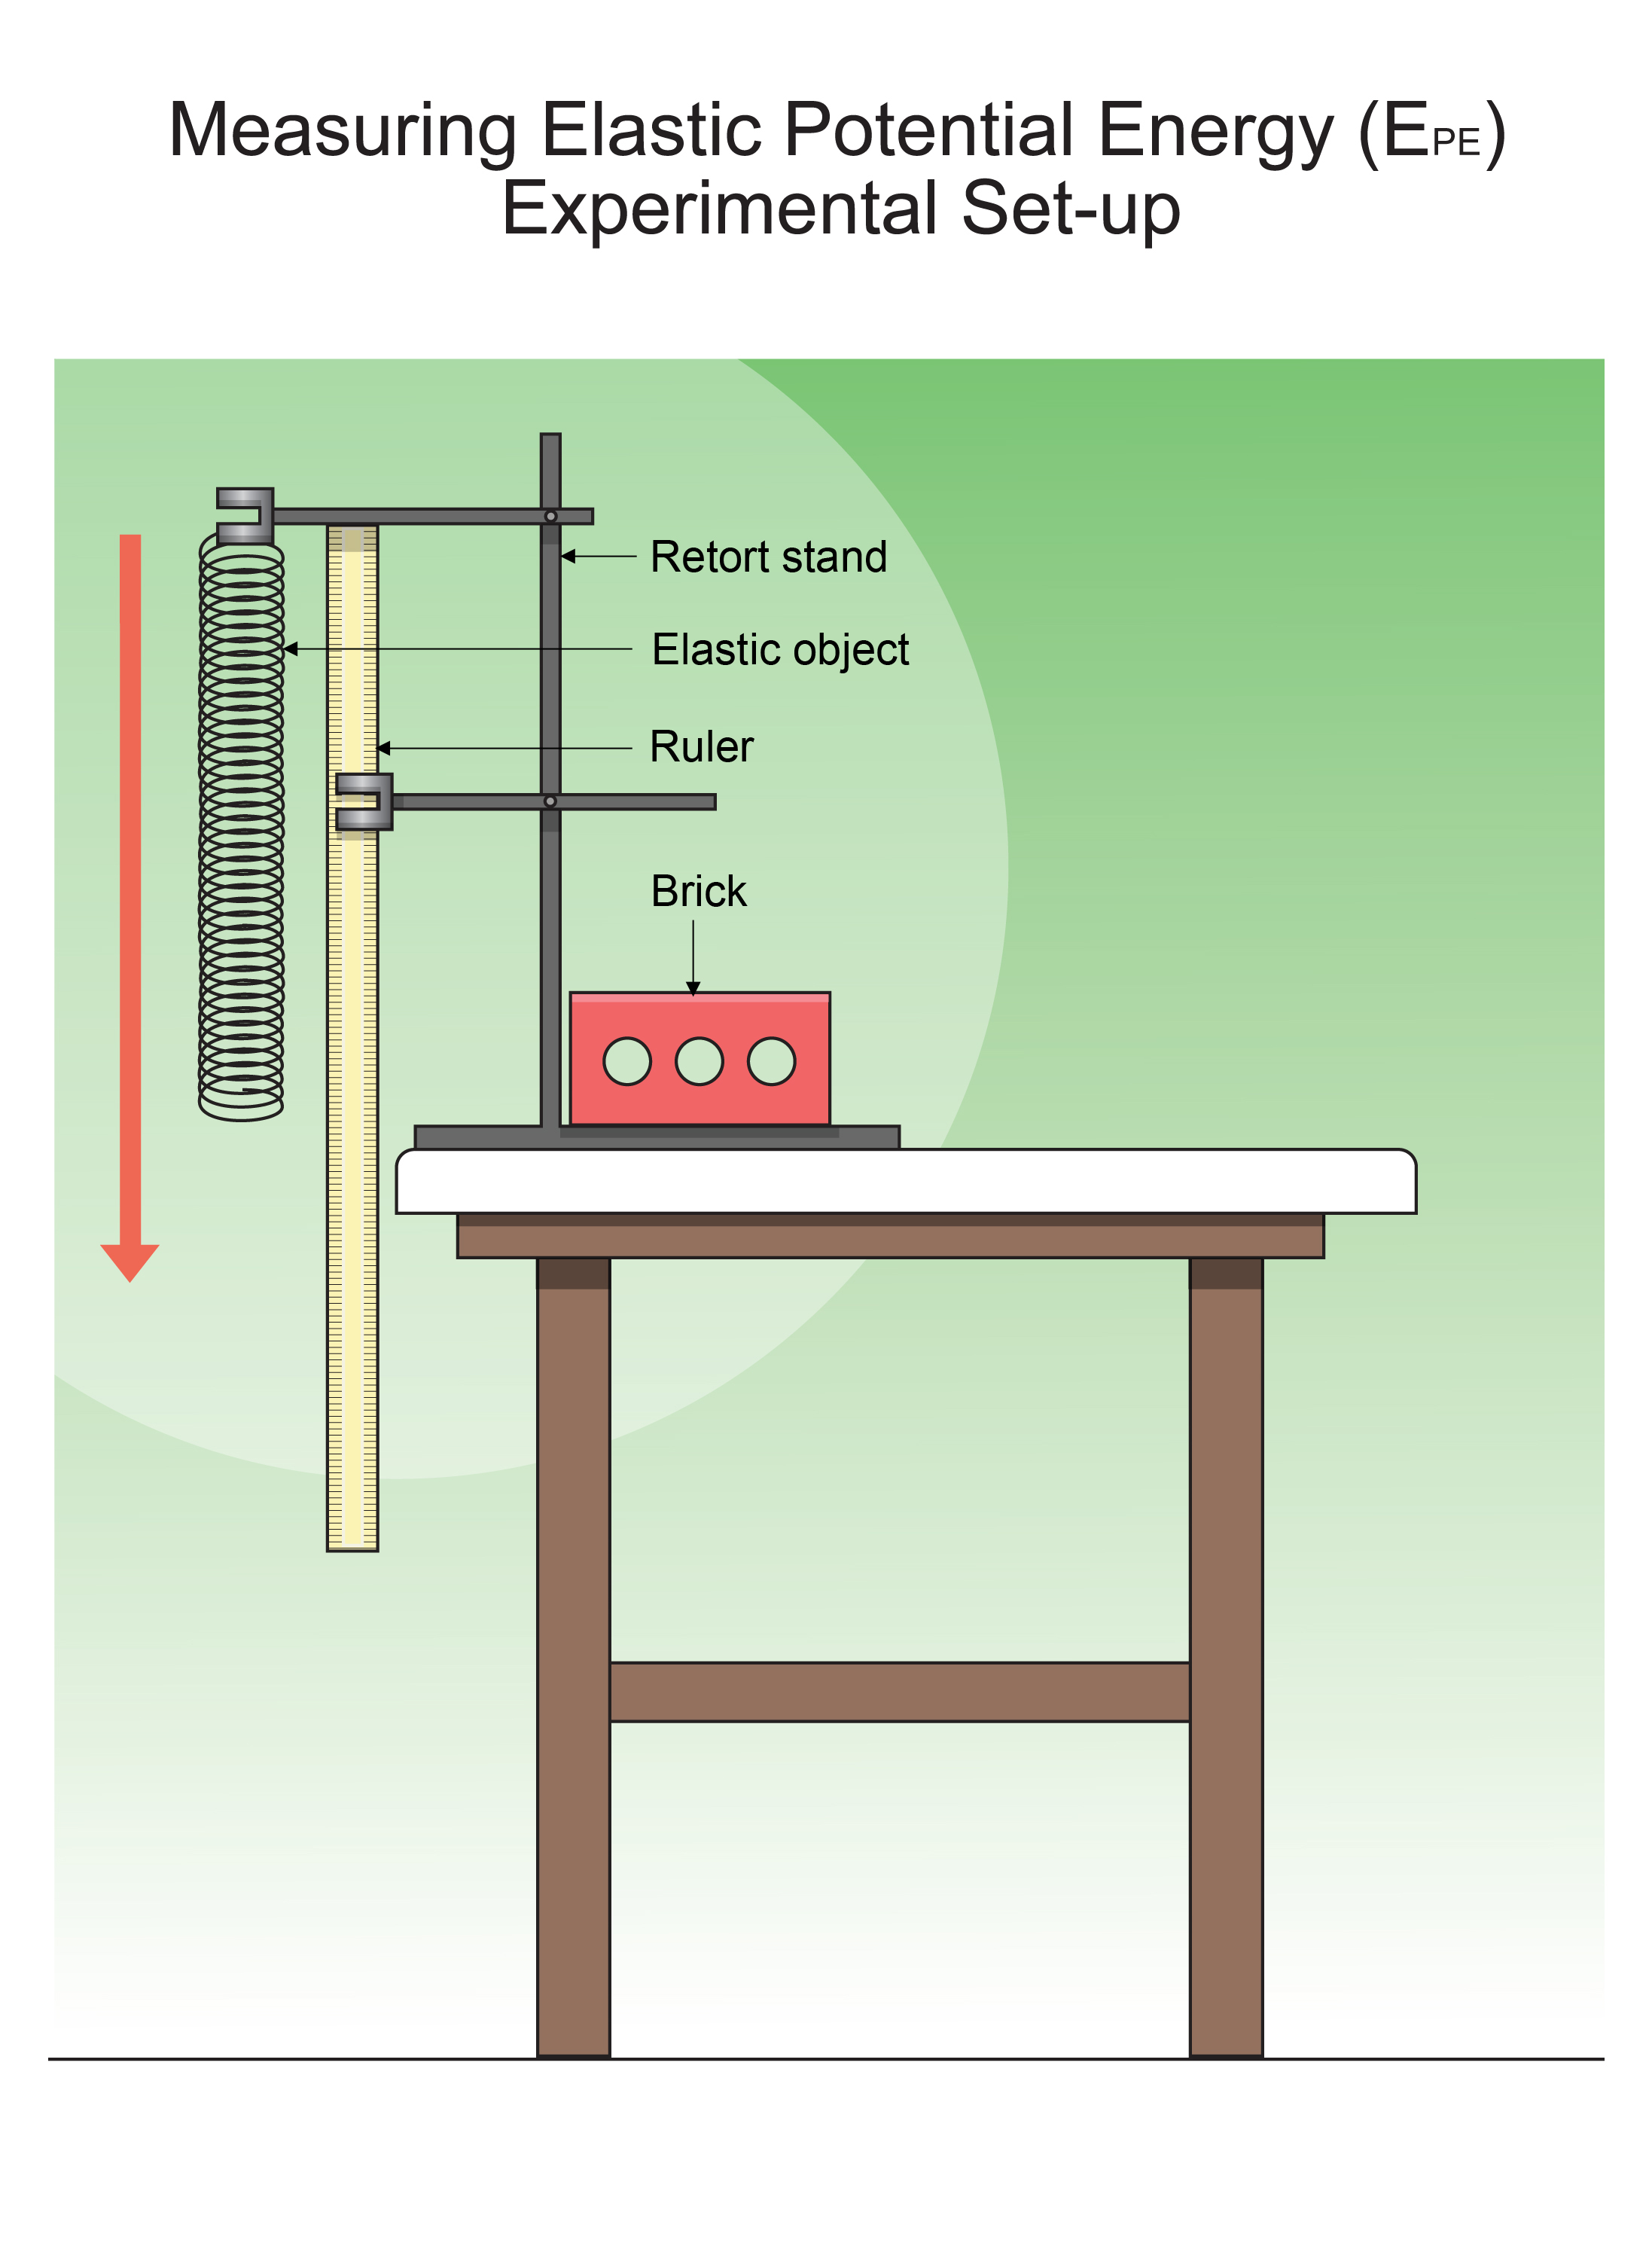 Measuring Elastic Potential Energy (EPE)
Experimental Set-up
Retort stand
Elastic object
Ruler
Brick